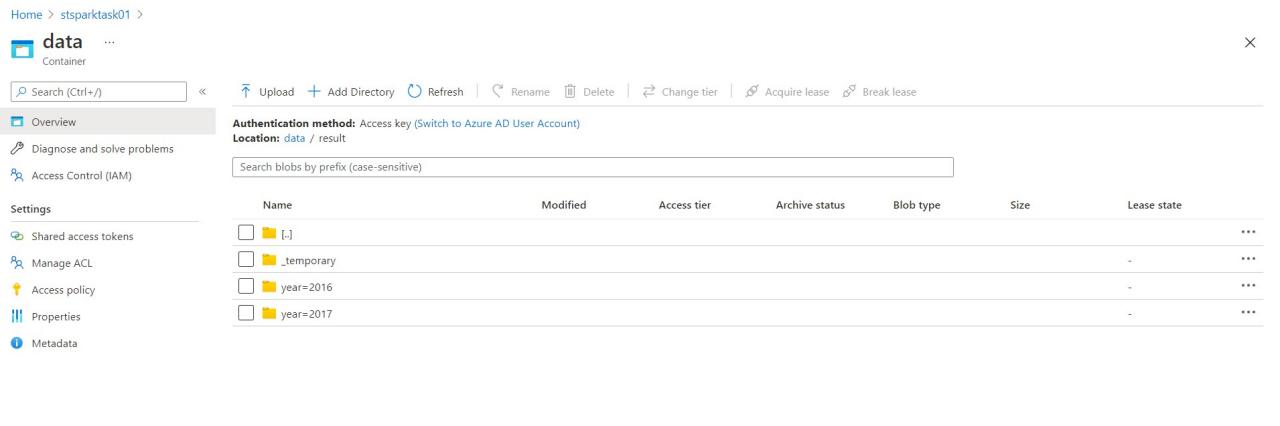 Home > stsparktask01 >
data ...
Container
Search (Ctrl+/) «
Overview
Diagnose and solve problems
Access Control (IAM)
Settings
Shared access tokens
Manage ACL
Access policy
Properties
Metadata
Upload Add Directory Refresh Rename Delete Change tier Acquire lease Break lease
Authentication method: Access key (Switch to Azure AD User Account)
Location: data / result
Search blobs by prefix (case-sensitive)
Name Modified Access tier Archive status Blob type Size Lease state
[..] ...
_temporary - ...
year=2016 - ...
year=2017 - ...